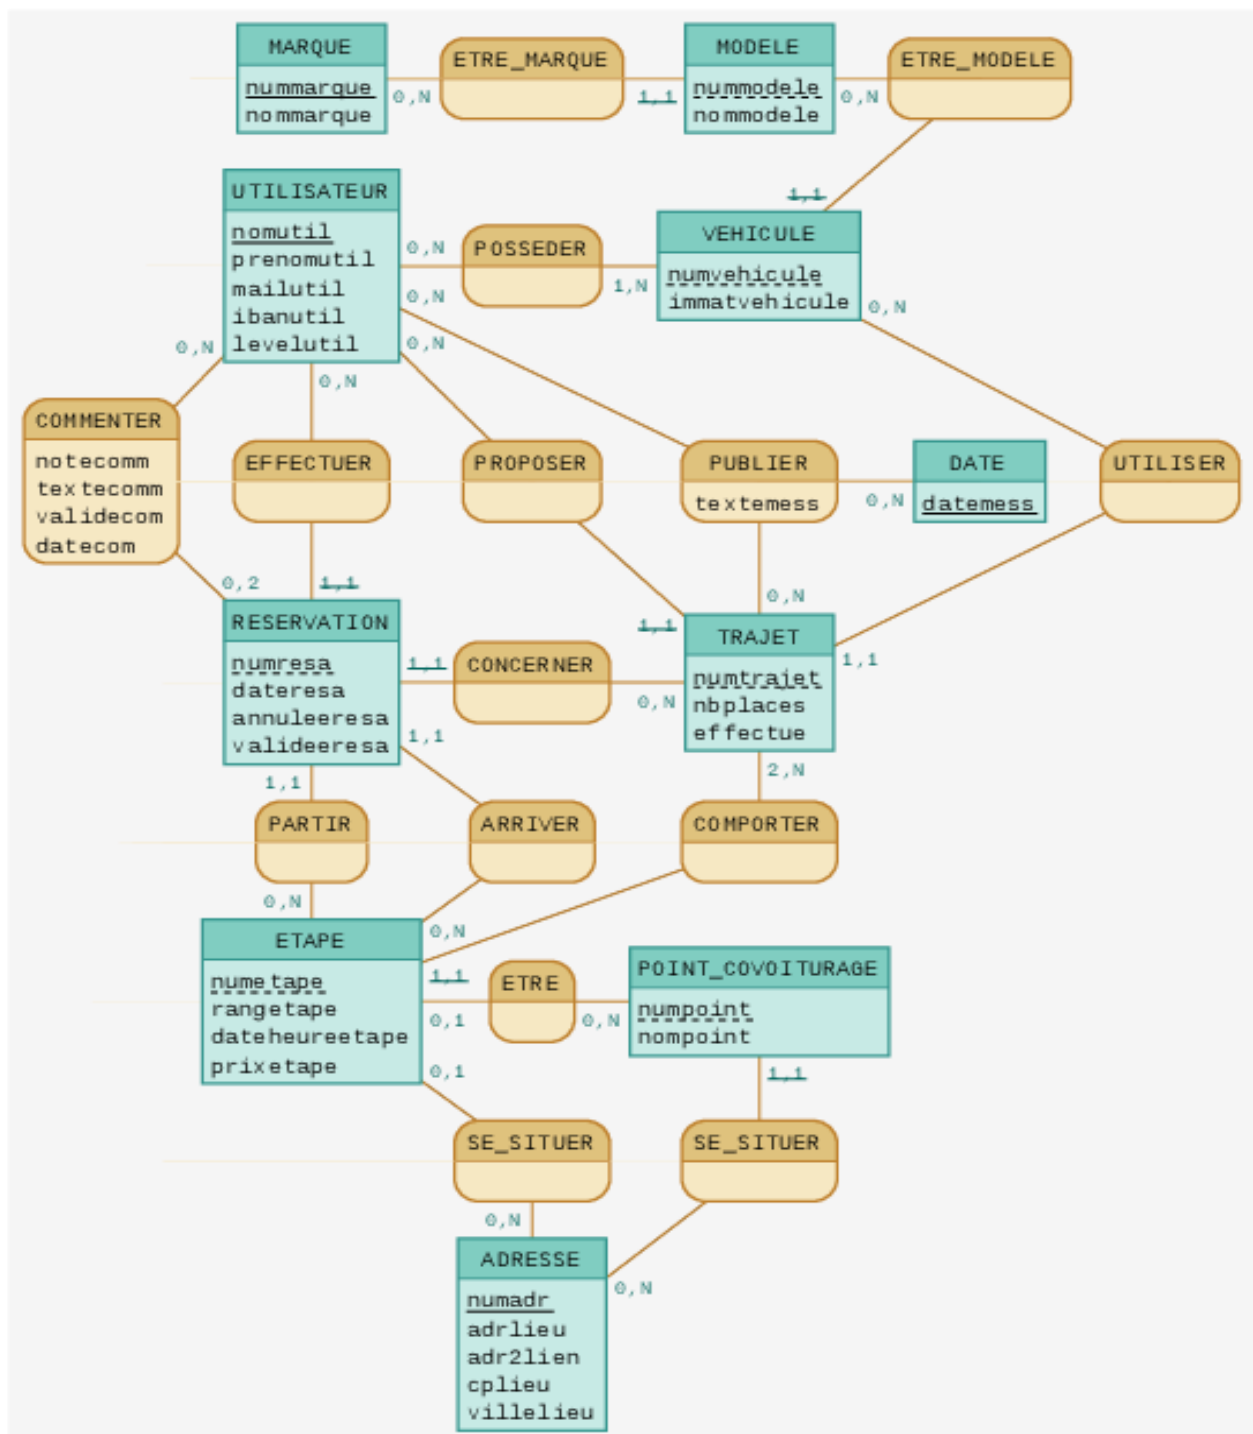 MARQUE
nummarque
nommarque
0,N
ETRE_MARQUE
1,1
MODELE
nummodele
nommodele
0,N
ETRE_MODELE
1,1
UTILISATEUR
nomutil
prenomutil
mailutil
ibanutil
levelutil
0,N
0,N
0,N
0,N
0,N
POSSEDER
1,N
VEHICULE
numvehicule
immatvehicule
0,N
COMMENTER
notecomm
textecomm
validecom
datecom
0,2
EFFECTUER
1,1
PROPOSER
1,1
PUBLIER
textemess
0,N
0,N
DATE
datemess
UTILISER
1,1
RESERVATION
numresa
dateresa
annuleeresa
valideeresa
1,1
1,1
1,1
CONCERNER
0,N
TRAJET
numtrajet
nbplaces
effectue
2,N
PARTIR
0,N
ARRIVER
0,N
COMPORTER
1,1
ETAPE
numetape
rangetape
dateheureetape
prixetape
0,1
0,1
ETRE
0,N
POINT_COVOITURAGE
numpoint
nompoint
1,1
SE_SITUER
0,N
SE_SITUER
0,N
ADRESSE
numadr
adrlieu
adr2lien
cplieu
villelieu